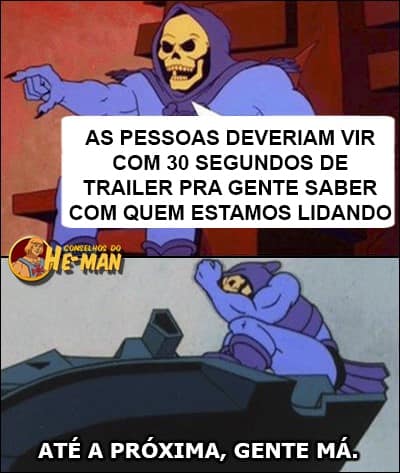 AS PESSOAS DEVERIAM VIR
COM 30 SEGUNDOS DE
TRAILER PRA GENTE SABER
COM QUEM ESTAMOS LIDANDO
CONSELHOS DO
HE-MAN
ATÉ A PRÓXIMA, GENTE MÁ.